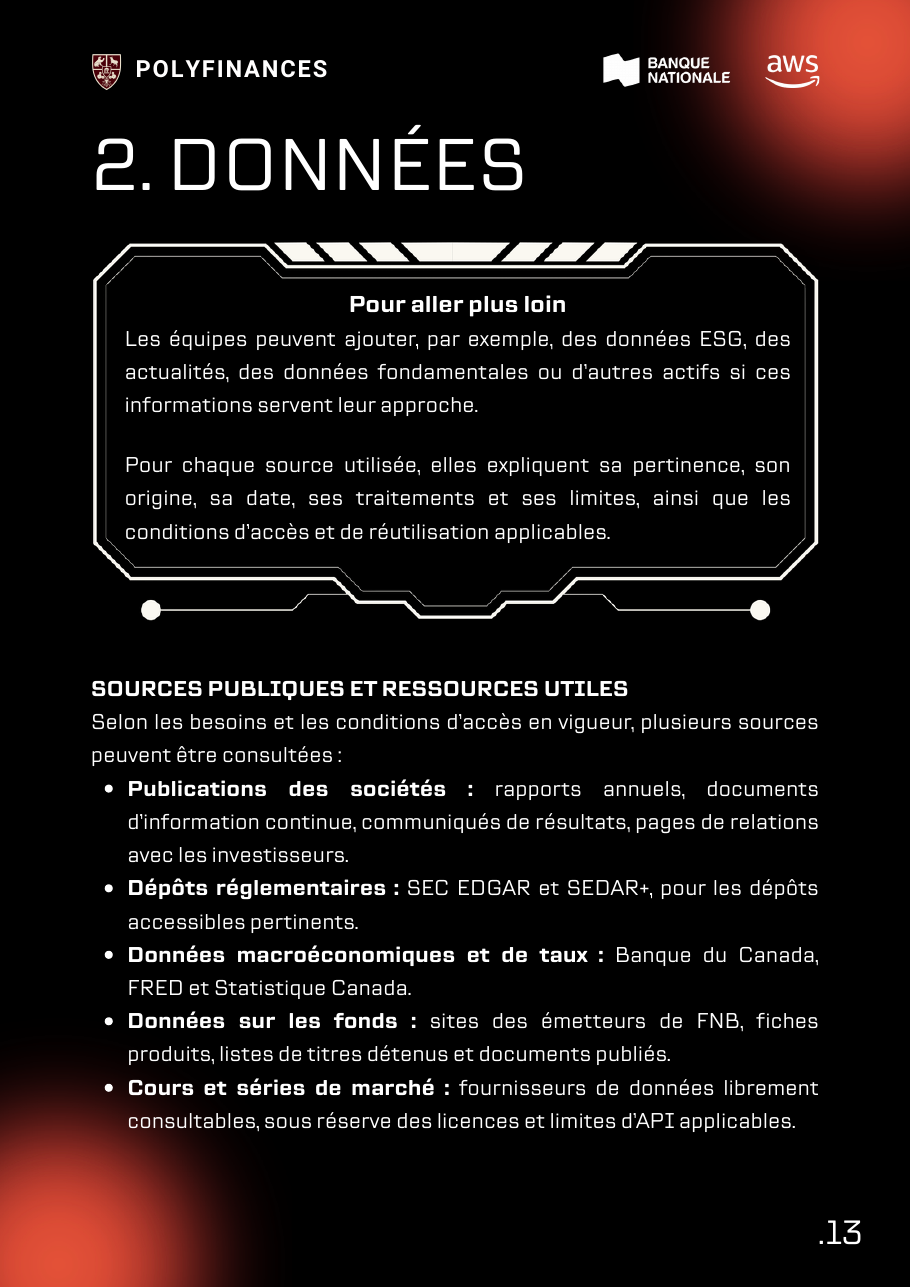 POLYFINANCES
BANQUE
NATIONALE
aws
2. DONNÉES
Pour aller plus loin
Les équipes peuvent ajouter, par exemple, des données ESG, des
actualités, des données fondamentales ou d'autres actifs si ces
informations servent leur approche.
Pour chaque source utilisée, elles expliquent sa pertinence, son
origine, sa date, ses traitements et ses limites, ainsi que les
conditions d'accès et de réutilisation applicables.
SOURCES PUBLIQUES ET RESSOURCES UTILES
Selon les besoins et les conditions d'accès en vigueur, plusieurs sources
peuvent être consultées :
• Publications des sociétés : rapports annuels, documents
d'information continue, communiqués de résultats, pages de relations
avec les investisseurs.
• Dépôts réglementaires : SEC EDGAR et SEDAR+, pour les dépôts
accessibles pertinents.
• Données macroéconomiques et de taux : Banque du Canada,
FRED et Statistique Canada.
• Données sur les fonds : sites des émetteurs de FNB, fiches
produits, listes de titres détenus et documents publiés.
• Cours et séries de marché : fournisseurs de données librement
consultables, sous réserve des licences et limites d'API applicables.
.13